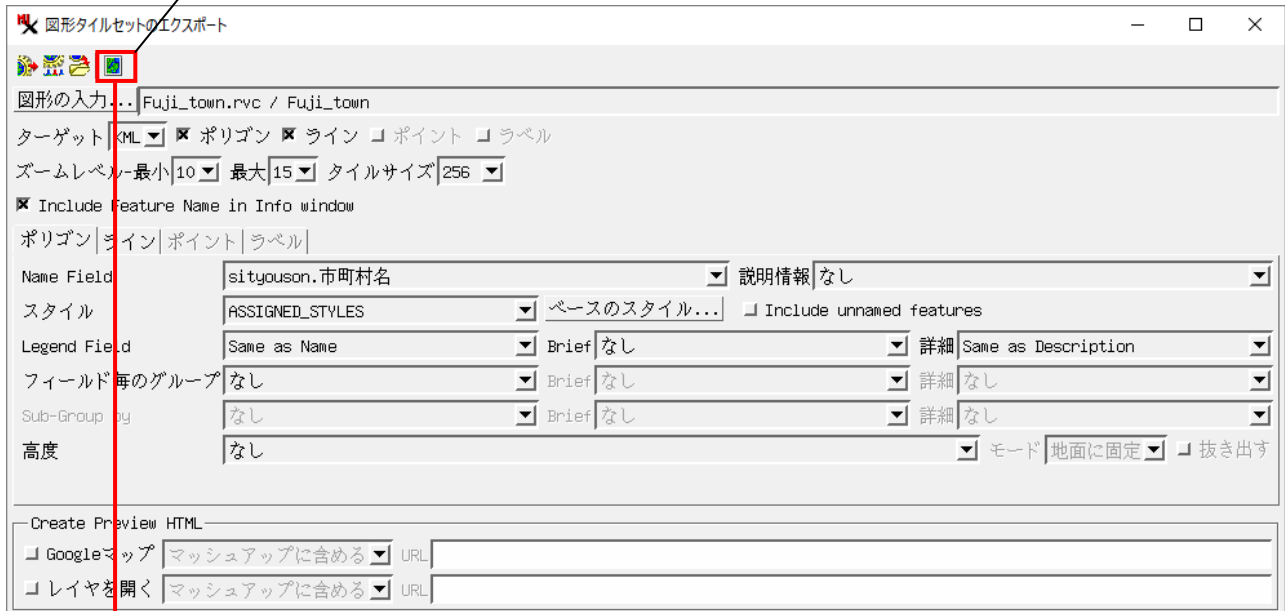 図形タイルセットのエクスポート
図形の入力... Fuji_town.rvc / Fuji_town
ターゲット KML ポリゴン ライン ポイント ラベル
ズームレベル-最小 10 最大 15 タイルサイズ 256
Include Feature Name in Info window
ポリゴン ライン ポイント ラベル
Name Field sityouson.市町村名 説明情報 なし
スタイル ASSIGNED_STYLES ベースのスタイル... Include unnamed features
Legend Field Same as Name Brief なし 詳細 Same as Description
フィールド毎のグループ なし Brief なし 詳細 なし
Sub-Group by なし Brief なし 詳細 なし
高度 なし モード 地面に固定 抜き出す
Create Preview HTML
Googleマップ マッシュアップに含める URL
レイヤを開く マッシュアップに含める URL